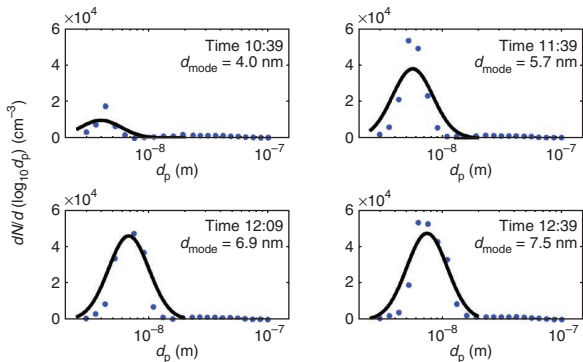 ×10⁴
6
4
2
0
Time 10:39
d_mode = 4.0 nm
10⁻⁸
10⁻⁷
d_p (m)
×10⁴
6
4
2
0
Time 11:39
d_mode = 5.7 nm
10⁻⁸
10⁻⁷
d_p (m)
dN/d (log₁₀d_p) (cm⁻³)
×10⁴
6
4
2
0
Time 12:09
d_mode = 6.9 nm
10⁻⁸
10⁻⁷
d_p (m)
×10⁴
6
4
2
0
Time 12:39
d_mode = 7.5 nm
10⁻⁸
10⁻⁷
d_p (m)